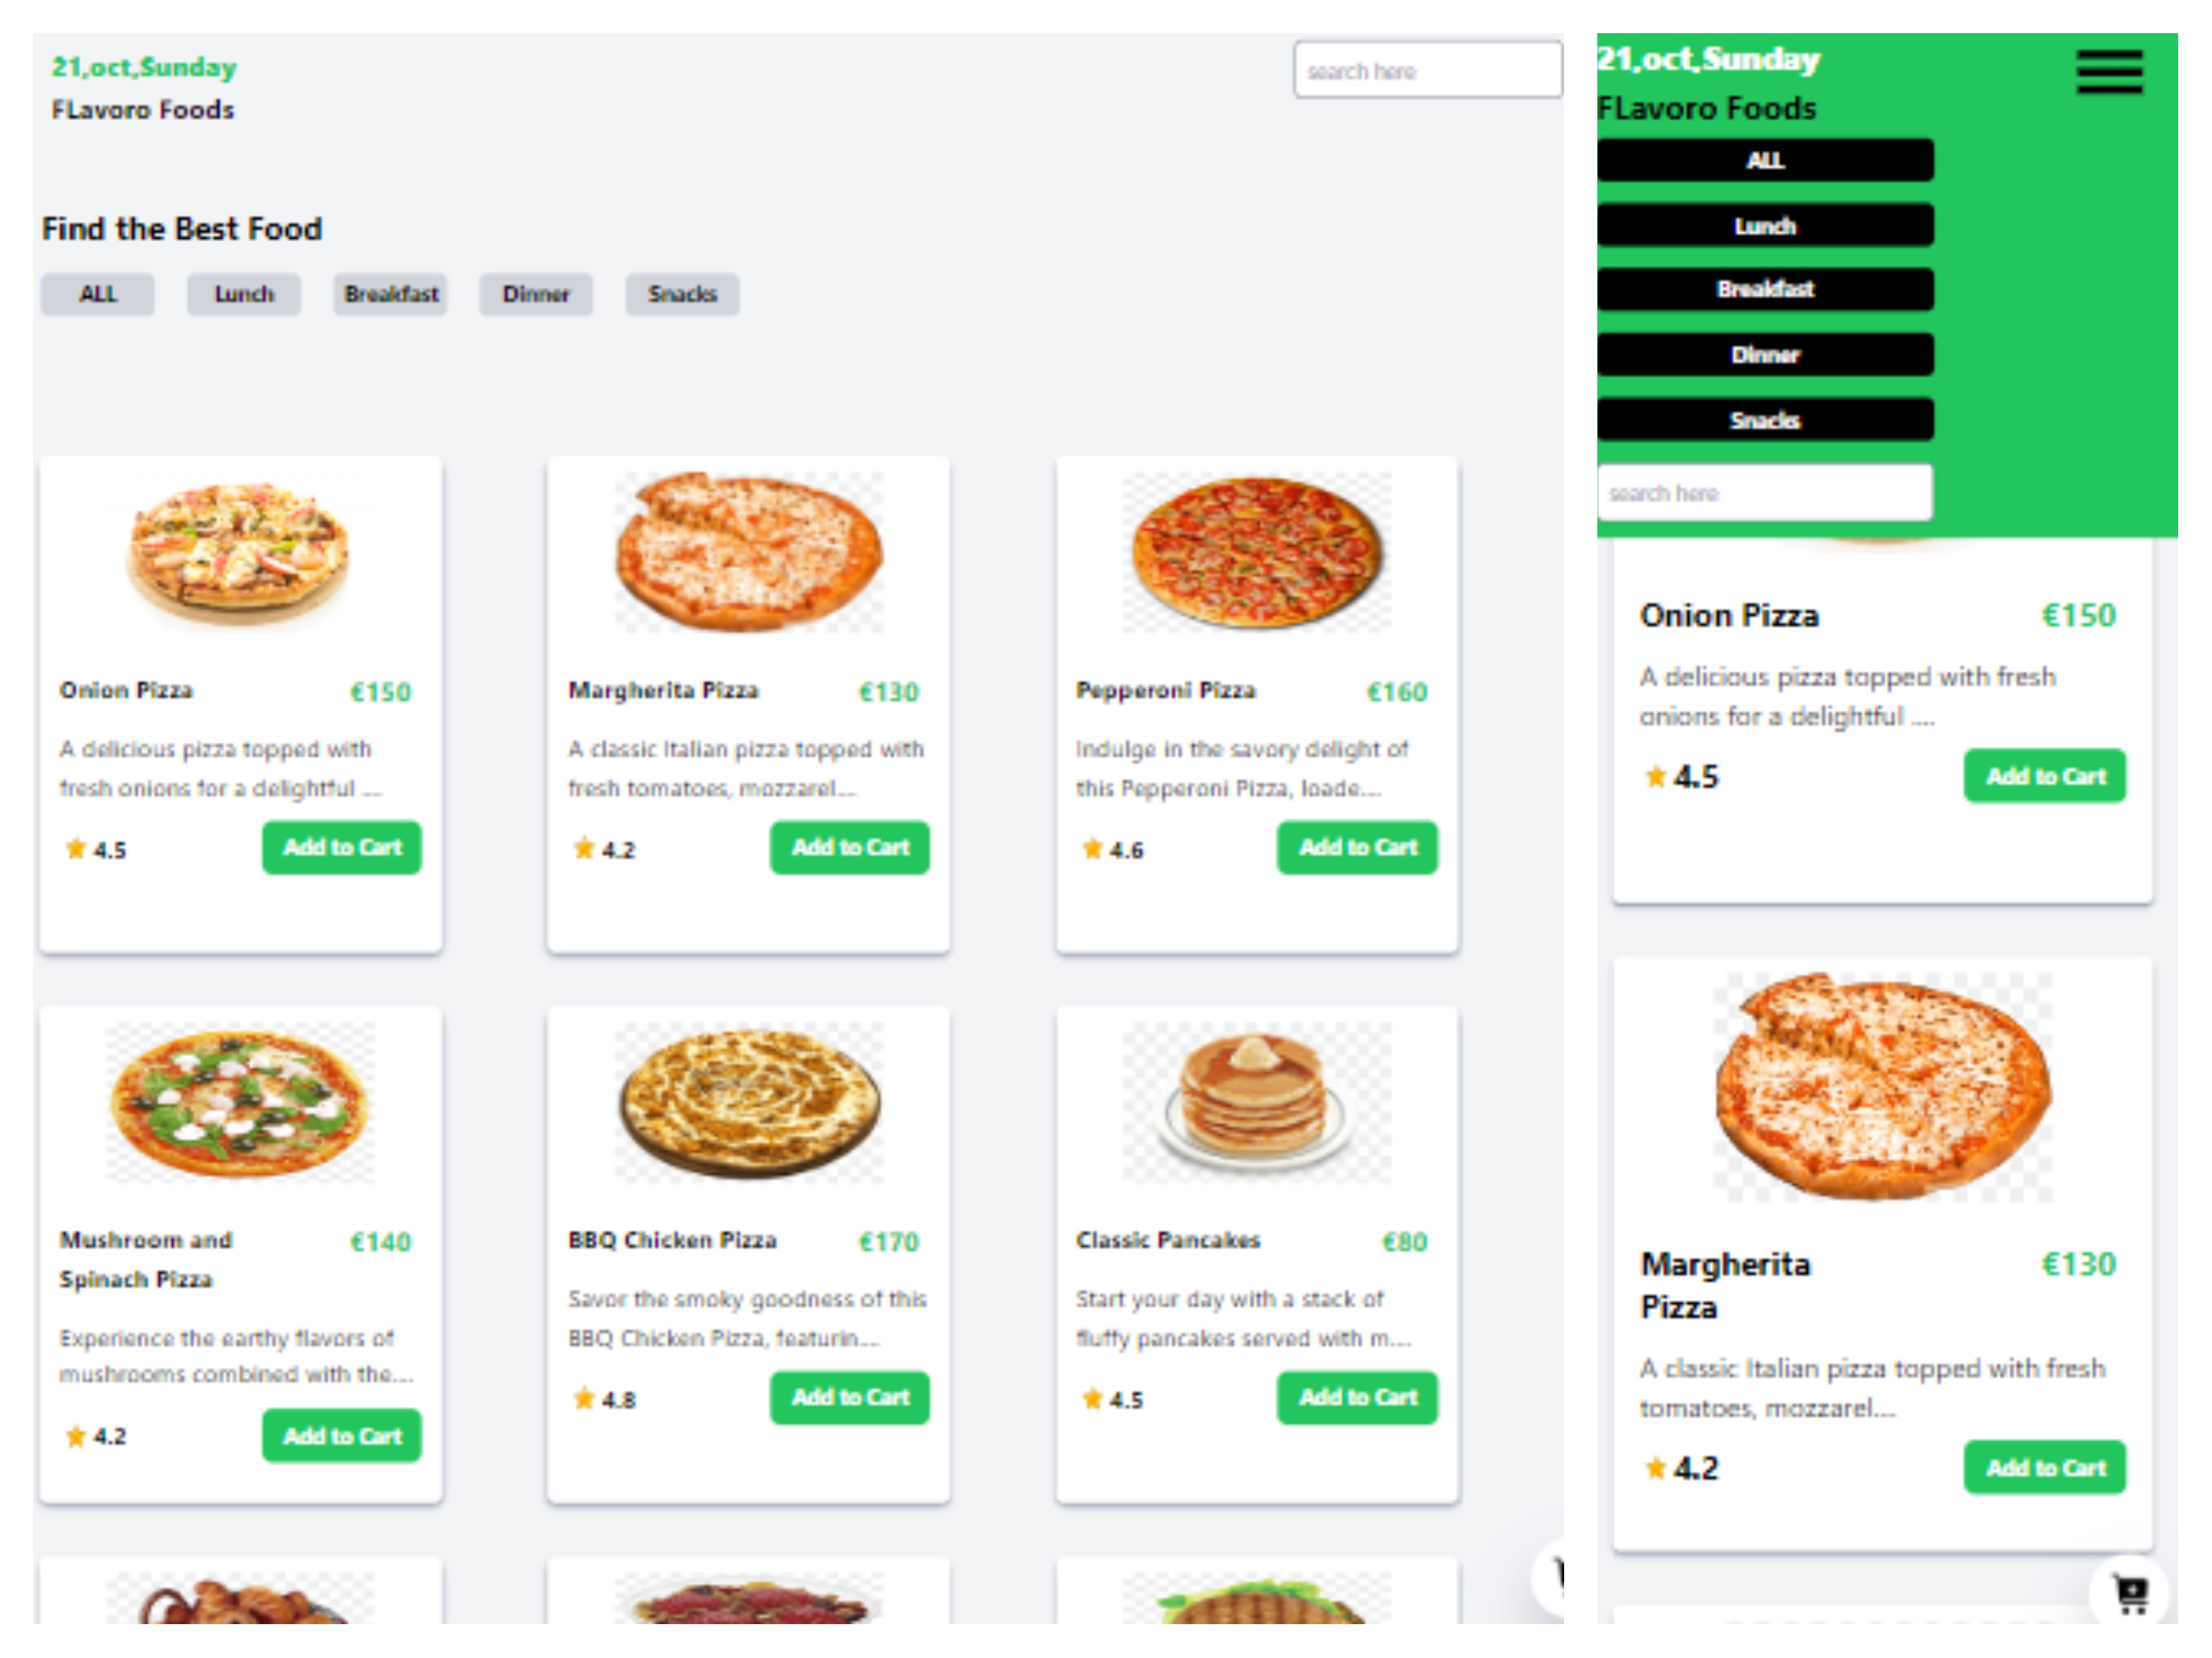 21,oct,Sunday
search here
FLavoro Foods
Find the Best Food
ALL Lunch Breakfast Dinner Snacks
Onion Pizza €150
A delicious pizza topped with
fresh onions for a delightful ....
4.5 Add to Cart
Margherita Pizza €130
A classic Italian pizza topped with
fresh tomatoes, mozzarel....
4.2 Add to Cart
Pepperoni Pizza €160
Indulge in the savory delight of
this Pepperoni Pizza, loade....
4.6 Add to Cart
Mushroom and €140
Spinach Pizza
Experience the earthy flavors of
mushrooms combined with the....
4.2 Add to Cart
BBQ Chicken Pizza €170
Savor the smoky goodness of this
BBQ Chicken Pizza, featurin....
4.8 Add to Cart
Classic Pancakes €80
Start your day with a stack of
fluffy pancakes served with m....
4.5 Add to Cart
21,oct,Sunday
FLavoro Foods
ALL
Lunch
Breakfast
Dinner
Snacks
search here
Onion Pizza €150
A delicious pizza topped with fresh
onions for a delightful ....
4.5 Add to Cart
Margherita €130
Pizza
A classic Italian pizza topped with fresh
tomatoes, mozzarel....
4.2 Add to Cart